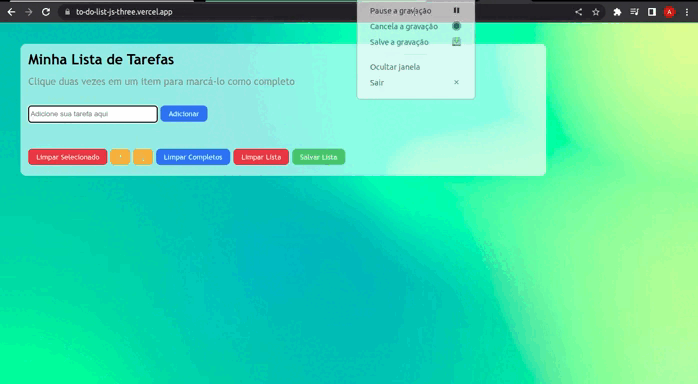 to-do-list-js-three.vercel.app
A
Pause a gravação
Cancela a gravação
Salve a gravação
Ocultar janela
Sair
Minha Lista de Tarefas
Clique duas vezes em um item para marcá-lo como completo
Adicione sua tarefa aqui
Adicionar
Limpar Selecionado
Limpar Completos
Limpar Lista
Salvar Lista